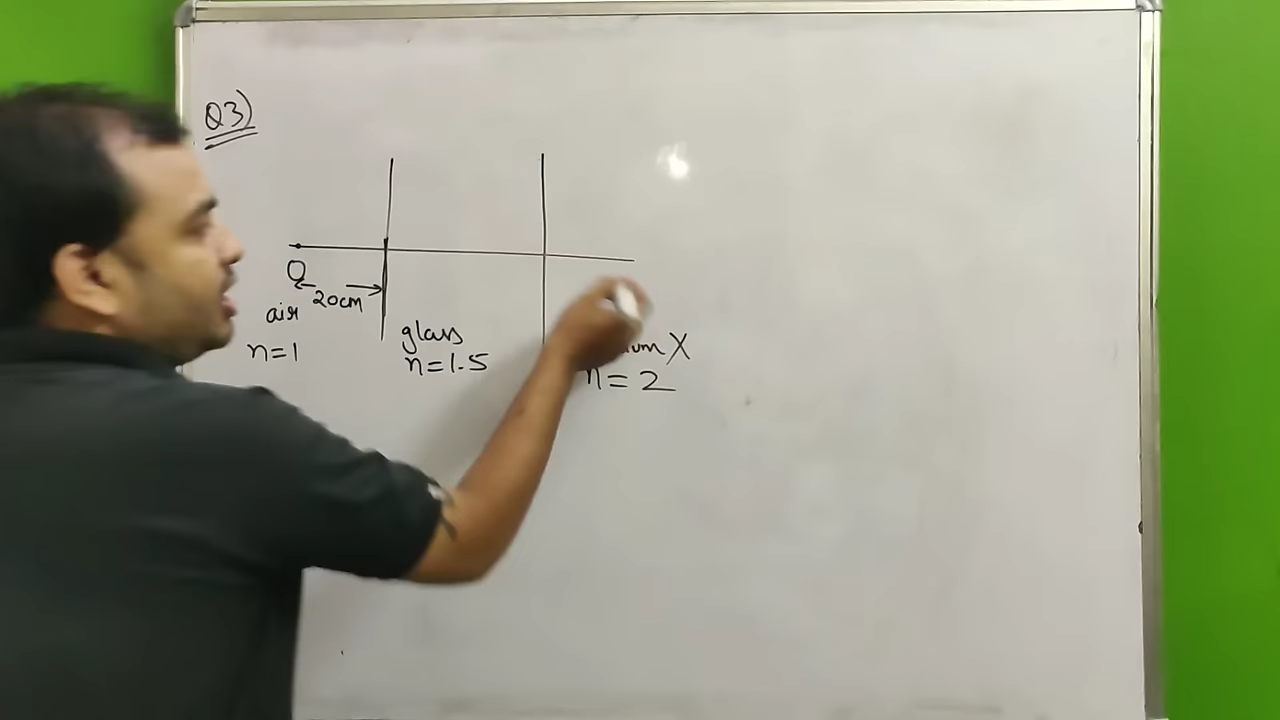 Q3)
O
20cm
air
n=1
glass
n=1.5
X
n=2